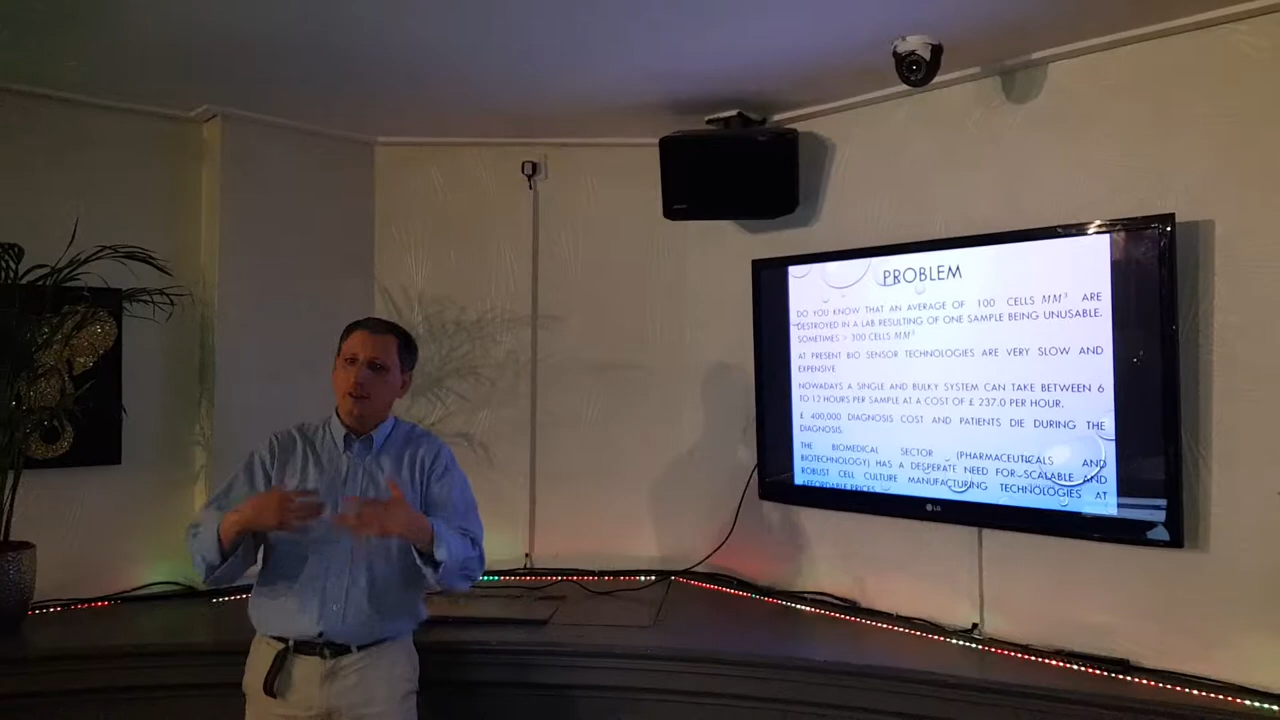 PROBLEM
DO YOU KNOW THAT AN AVERAGE OF 100 CELLS MM³ ARE
DESTROYED IN A LAB RESULTING OF ONE SAMPLE BEING UNUSABLE.
SOMETIMES > 300 CELLS MM³
AT PRESENT BIO SENSOR TECHNOLOGIES ARE VERY SLOW AND
EXPENSIVE
NOWADAYS A SINGLE AND BULKY SYSTEM CAN TAKE BETWEEN 6
TO 12 HOURS PER SAMPLE AT A COST OF £ 237.0 PER HOUR.
£ 400,000 DIAGNOSIS COST AND PATIENTS DIE DURING THE
DIAGNOSIS.
THE BIOMEDICAL SECTOR (PHARMACEUTICALS AND
BIOTECHNOLOGY) HAS A DESPERATE NEED FOR SCALABLE AND
ROBUST CELL CULTURE MANUFACTURING TECHNOLOGIES AT
AFFORDABLE PRICES
LG